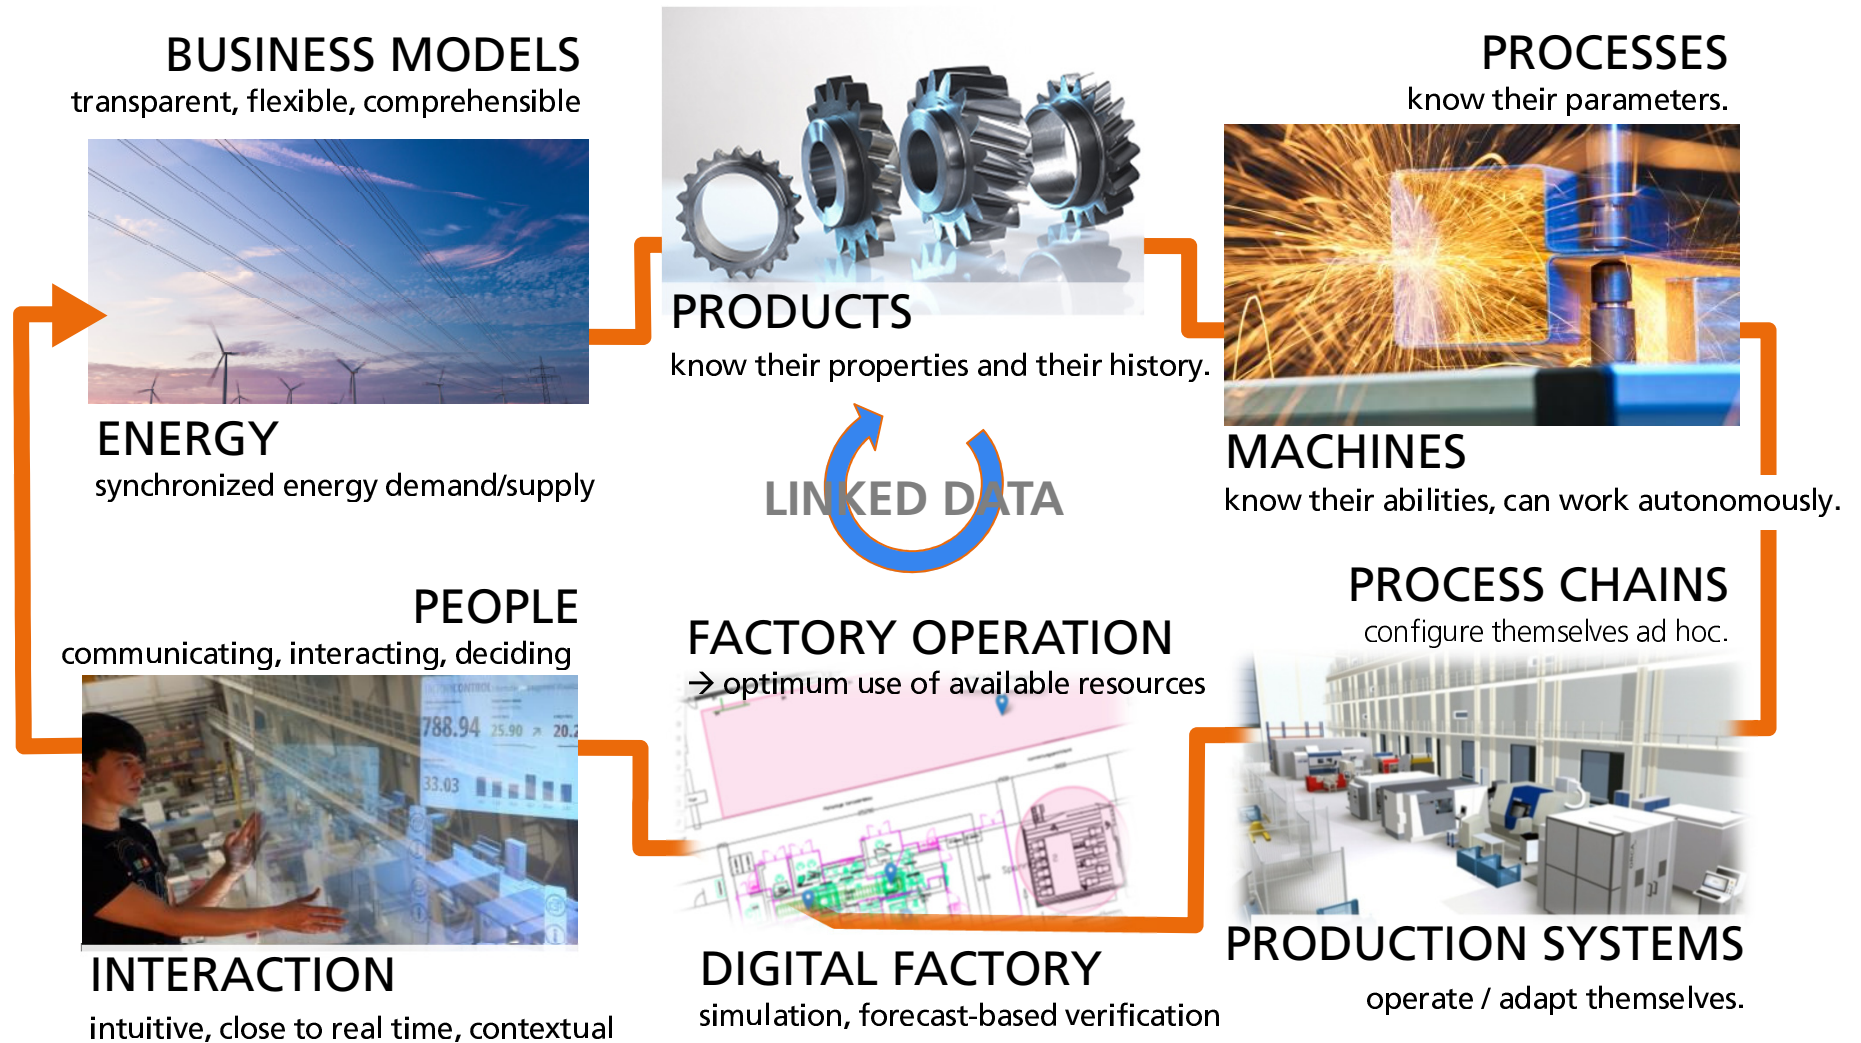 BUSINESS MODELS
transparent, flexible, comprehensible
ENERGY
synchronized energy demand/supply
PRODUCTS
know their properties and their history.
PROCESSES
know their parameters.
MACHINES
know their abilities, can work autonomously.
LINKED DATA
PEOPLE
communicating, interacting, deciding
788.94
25.90
20.2
33.03
INTERACTION
intuitive, close to real time, contextual
FACTORY OPERATION
→ optimum use of available resources
DIGITAL FACTORY
simulation, forecast-based verification
PROCESS CHAINS
configure themselves ad hoc.
PRODUCTION SYSTEMS
operate / adapt themselves.